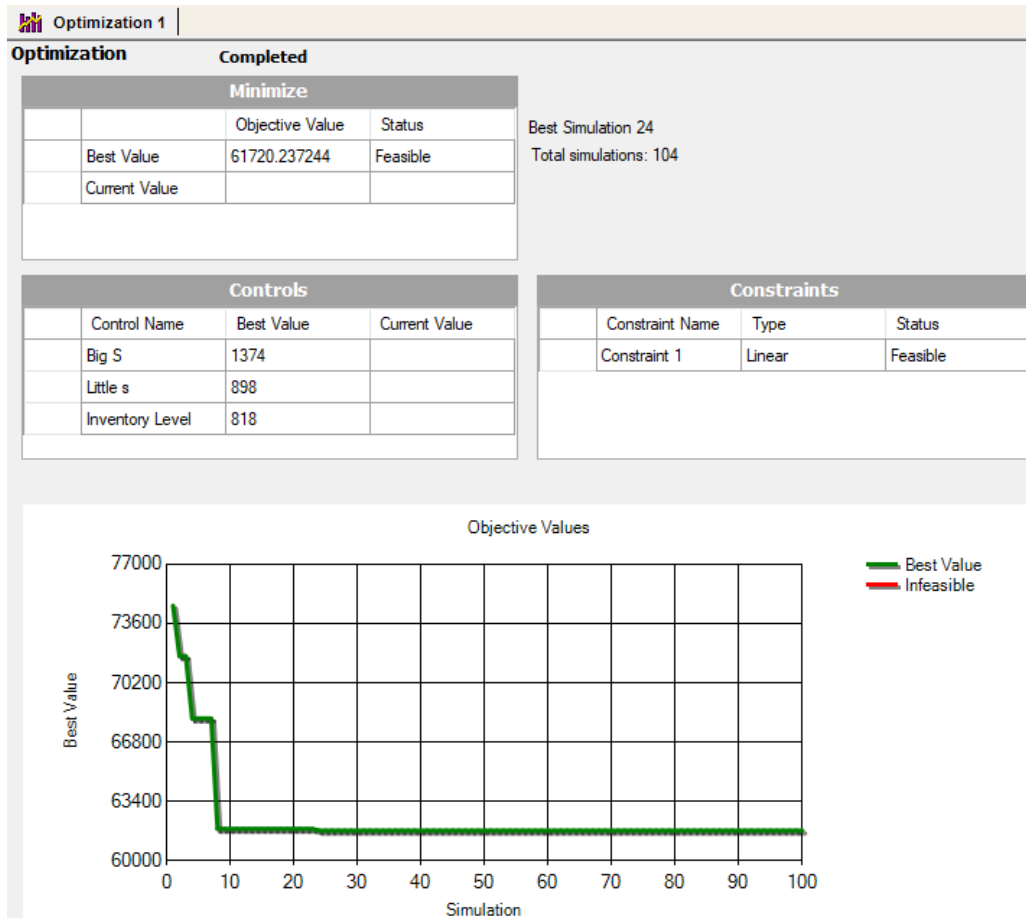 Optimization 1
Optimization Completed
Minimize
Objective Value Status
Best Value 61720.237244 Feasible
Current Value
Best Simulation 24
Total simulations: 104
Controls
Control Name Best Value Current Value
Big S 1374
Little s 898
Inventory Level 818
Constraints
Constraint Name Type Status
Constraint 1 Linear Feasible
Objective Values
77000
73600
70200
66800
63400
60000
Best Value
0 10 20 30 40 50 60 70 80 90 100
Simulation
Best Value
Infeasible